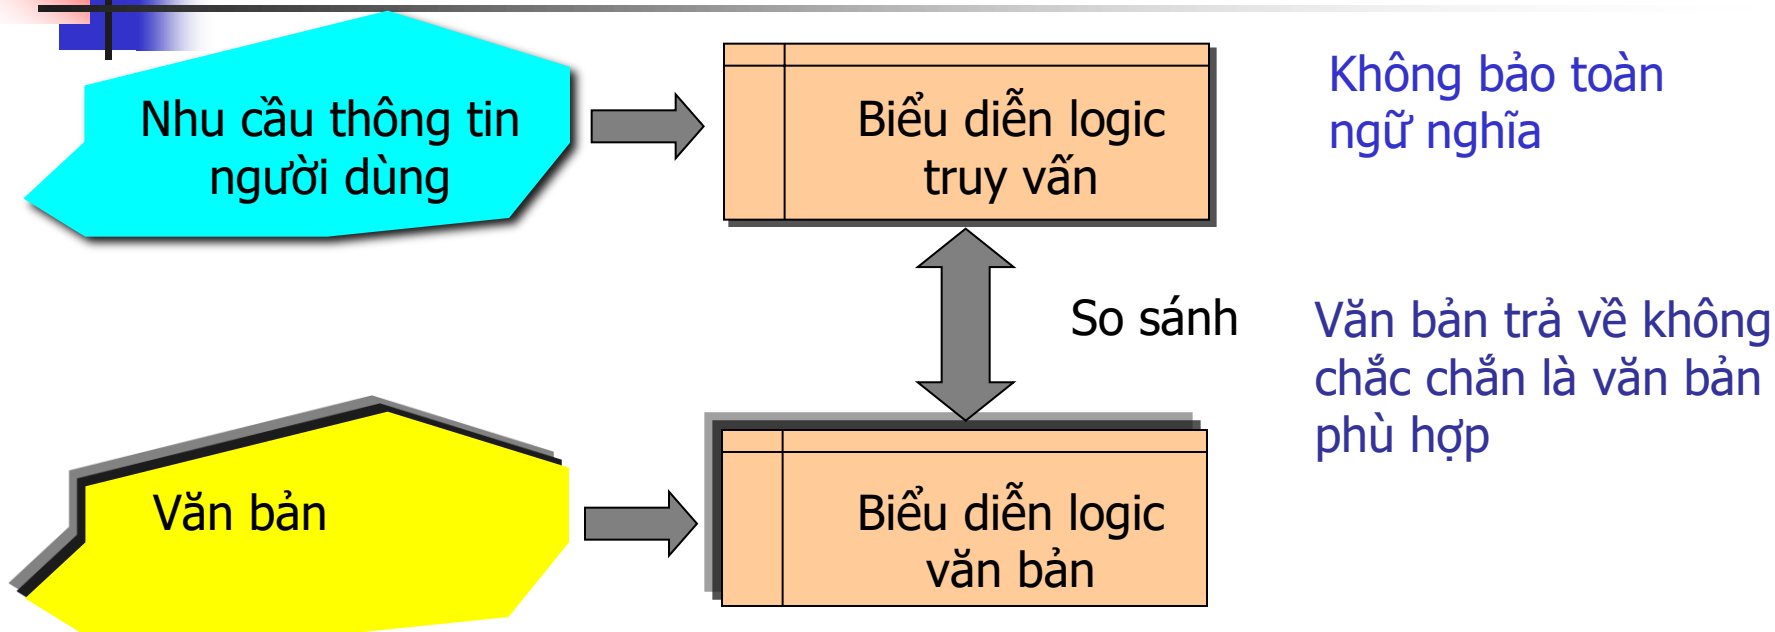 Nhu cầu thông tin
người dùng
Biểu diễn logic
truy vấn
Không bảo toàn
ngữ nghĩa
So sánh
Văn bản trả về không
chắc chắn là văn bản
phù hợp
Văn bản
Biểu diễn logic
văn bản